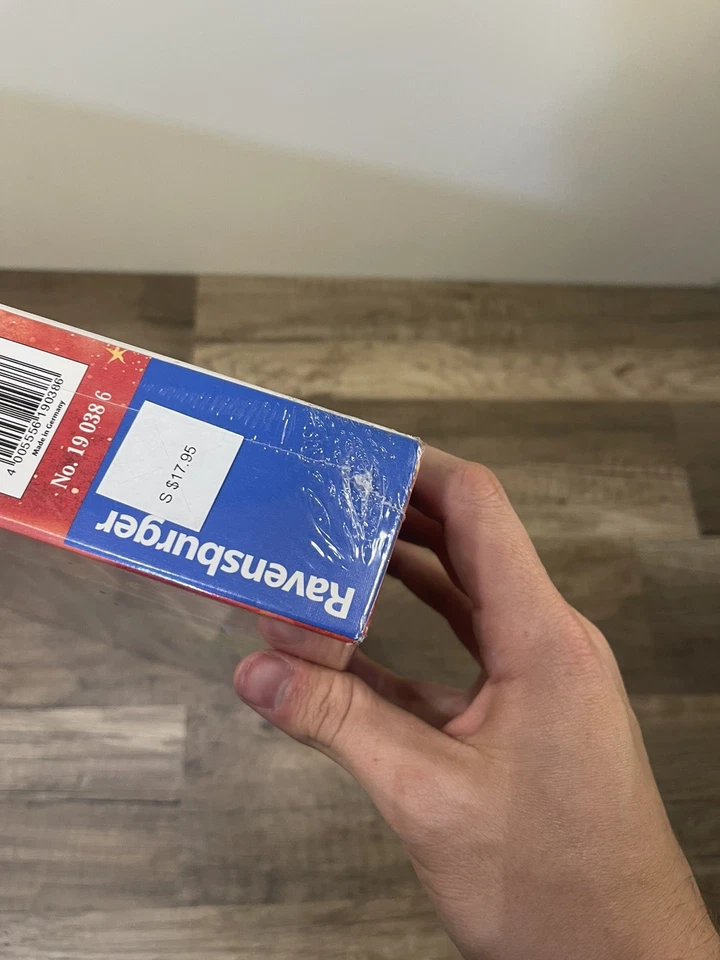 4 005556 190386
Made in Germany
No. 19 038 6
S $17.95
Ravensburger